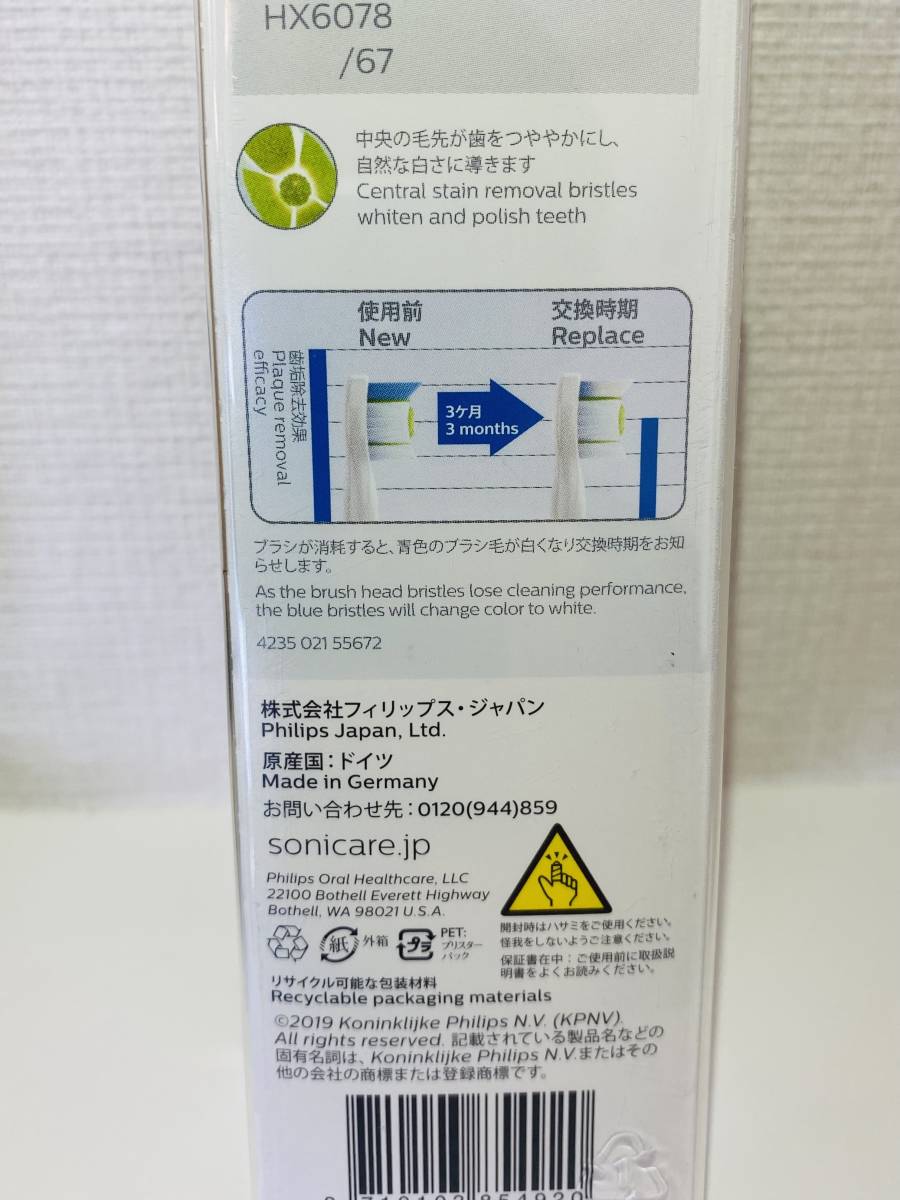 HX6078
/67
中央の毛先が歯をつややかにし、
自然な白さに導きます
Central stain removal bristles
whiten and polish teeth
使用前
New
交換時期
Replace
歯垢除去効果
Plaque removal
efficacy
3ケ月
3 months
ブラシが消耗すると、青色のブラシ毛が白くなり交換時期をお知
らせします。
As the brush head bristles lose cleaning performance,
the blue bristles will change color to white.
4235 021 55672
株式会社フィリップス・ジャパン
Philips Japan, Ltd.
原産国：ドイツ
Made in Germany
お問い合わせ先：0120(944)859
sonicare.jp
Philips Oral Healthcare, LLC
22100 Bothell Everett Highway
Bothell, WA 98021 U.S.A.
紙
外箱
プラ
PET:
ブリスター
パック
開封時はハサミをご使用ください。
怪我をしないようご注意ください。
保証書在中：ご使用前に取扱説
明書をよくお読みください。
リサイクル可能な包装材料
Recyclable packaging materials
©2019 Koninklijke Philips N.V. (KPNV).
All rights reserved. 記載されている製品名などの
固有名詞は、Koninklijke Philips N.V.またはその
他の会社の商標または登録商標です。